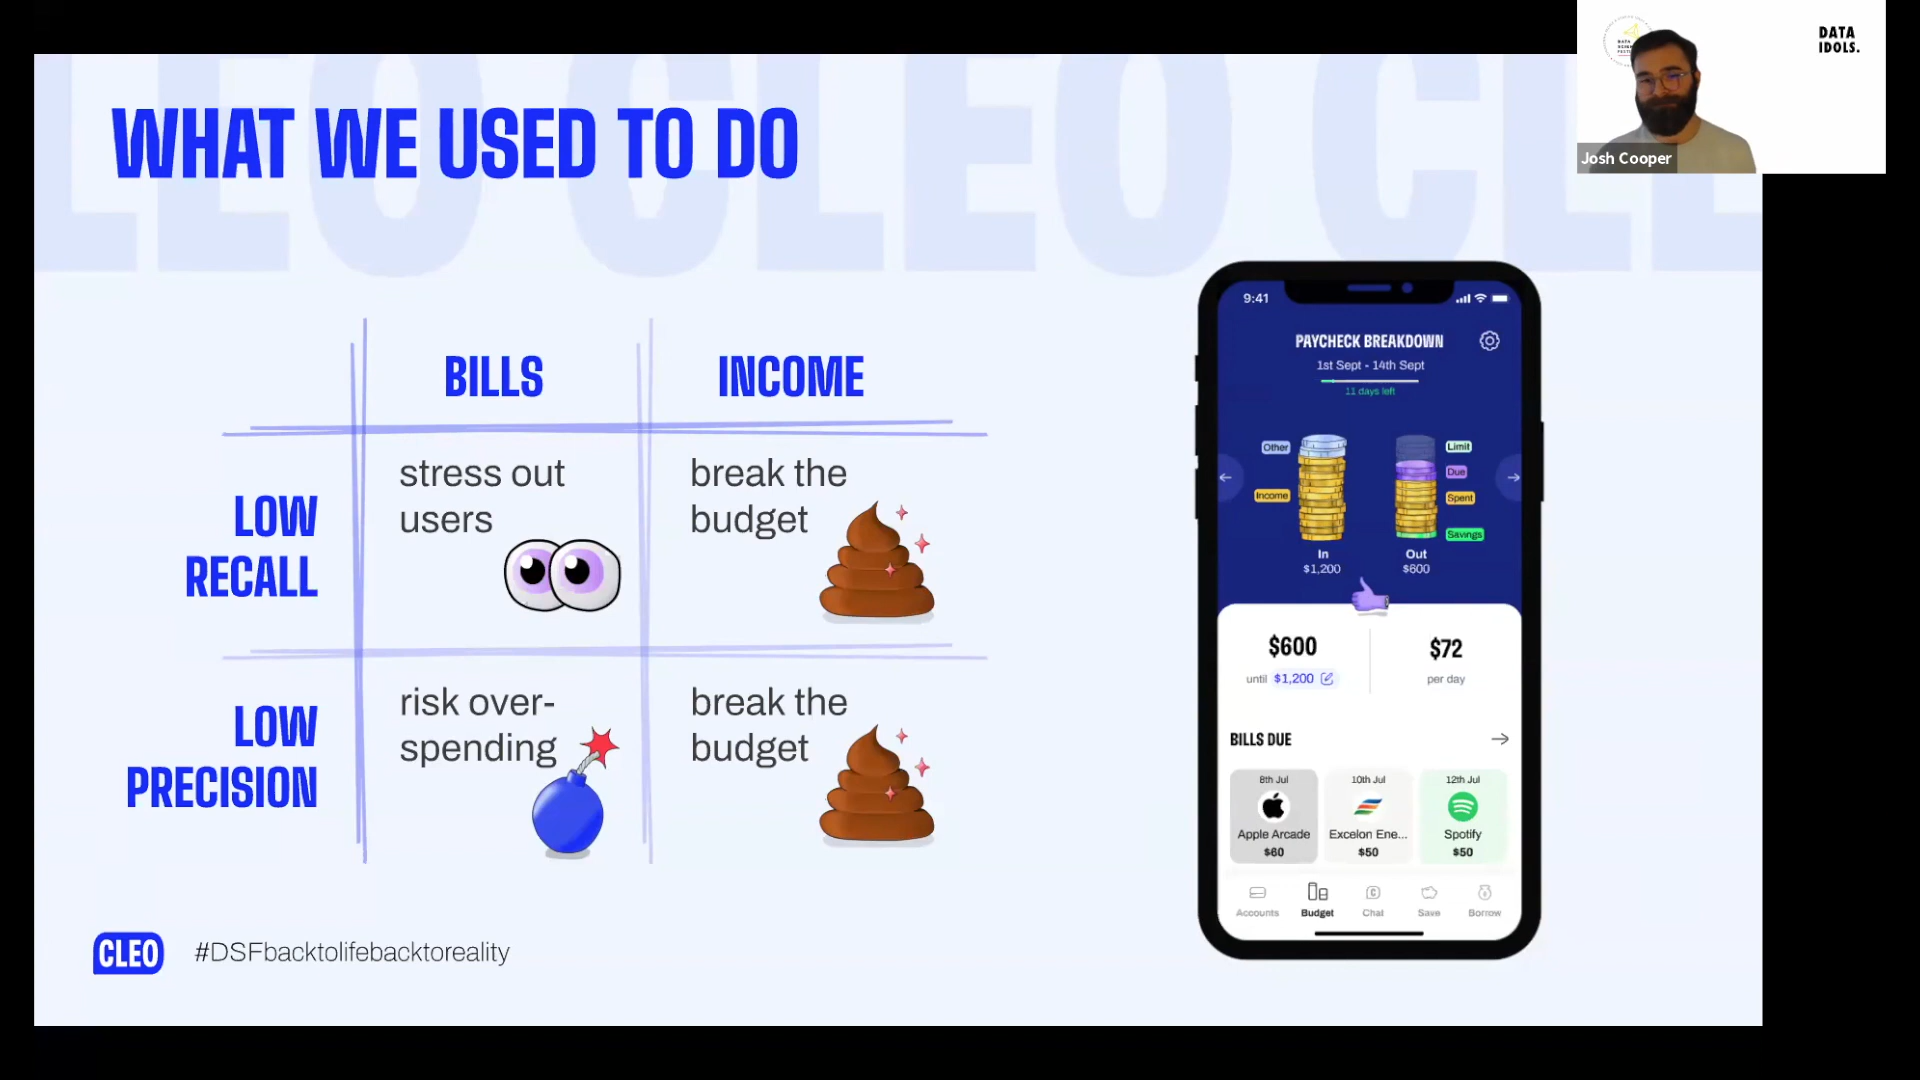 DATA
IDOLS.
Josh Cooper
CLEO CLEO CLE
WHAT WE USED TO DO
BILLS
INCOME
LOW
RECALL
stress out
users
break the
budget
LOW
PRECISION
risk over-
spending
break the
budget
CLEO
#DSFbacktolifebacktoreality
9:41
PAYCHECK BREAKDOWN
1st Sept - 14th Sept
11 days left
Other
Income
Limit
Due
Spent
Savings
In
$1,200
Out
$600
$600
until $1,200
$72
per day
BILLS DUE
8th Jul
Apple Arcade
$60
10th Jul
Excelon Ene...
$50
12th Jul
Spotify
$50
Accounts
Budget
Chat
Save
Borrow